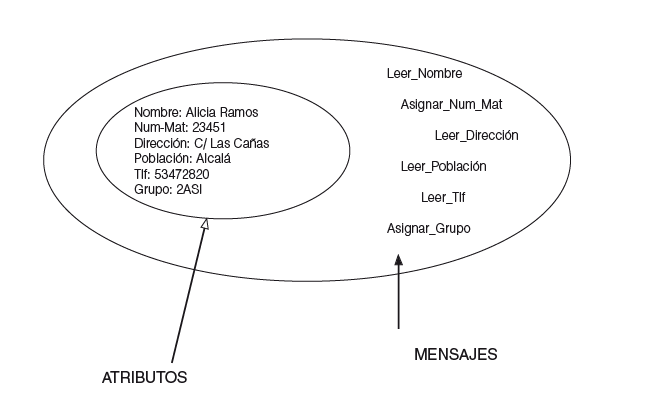 Nombre: Alicia Ramos
Num-Mat: 23451
Dirección: C/ Las Cañas
Población: Alcalá
Tlf: 53472820
Grupo: 2ASI
Leer_Nombre
Asignar_Num_Mat
Leer_Dirección
Leer_Población
Leer_Tlf
Asignar_Grupo
MENSAJES
ATRIBUTOS